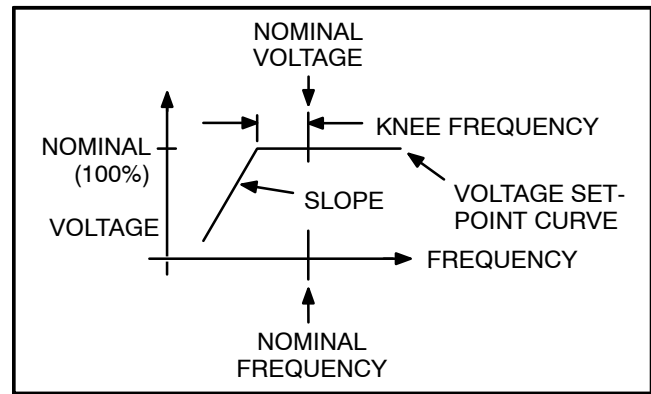 NOMINAL
VOLTAGE
KNEE FREQUENCY
NOMINAL
(100%)
SLOPE
VOLTAGE SET-
POINT CURVE
VOLTAGE
FREQUENCY
NOMINAL
FREQUENCY